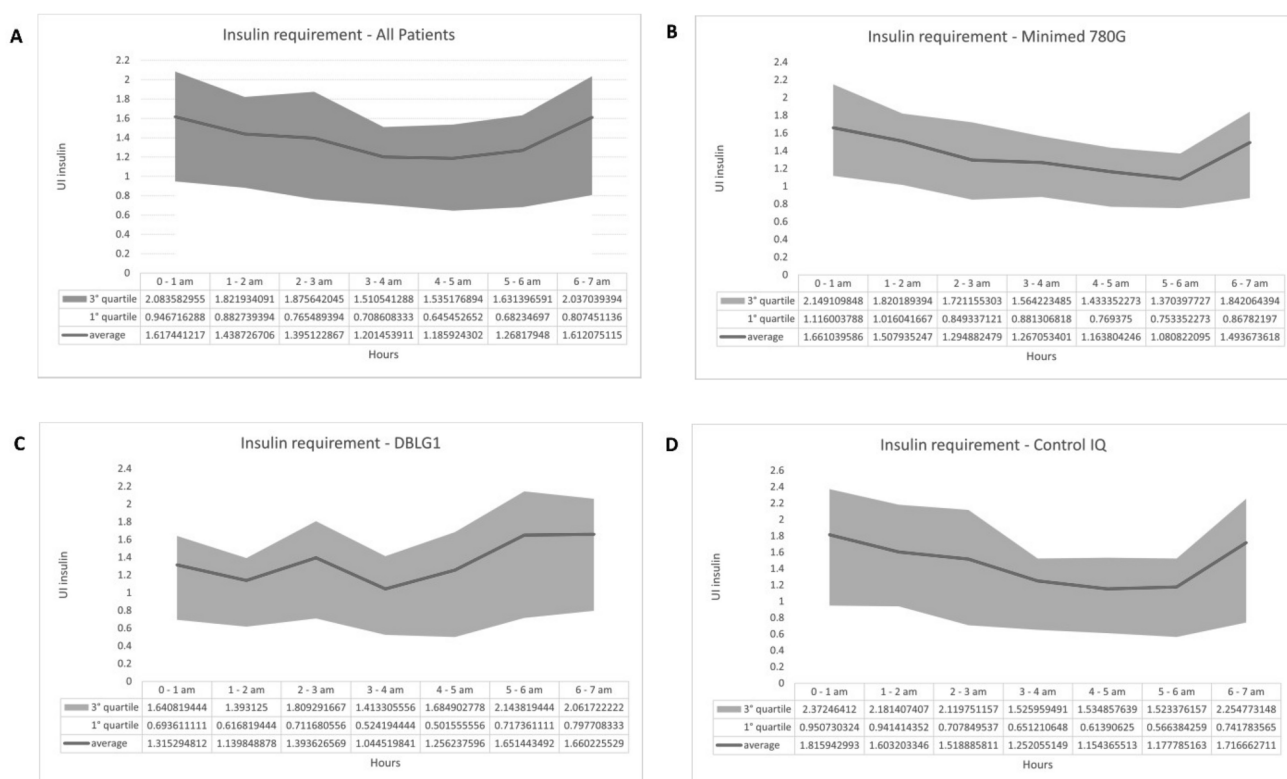 A
Insulin requirement - All Patients
2.2
2
1.8
1.6
1.4
1.2
1
0.8
0.6
0.4
0.2
0
UI insulin
0 - 1 am 1 - 2 am 2 - 3 am 3 - 4 am 4 - 5 am 5 - 6 am 6 - 7 am
3° quartile 2.083582955 1.821934091 1.875642045 1.510541288 1.535176894 1.631396591 2.037039394
1° quartile 0.946716288 0.882739394 0.765489394 0.708608333 0.645452652 0.68234697 0.807451136
average 1.617441217 1.438726706 1.395122867 1.201453911 1.185924302 1.26817948 1.612075115
Hours
B
Insulin requirement - Minimed 780G
2.4
2.2
2
1.8
1.6
1.4
1.2
1
0.8
0.6
0.4
0.2
0
UI insulin
0 - 1 am 1 - 2 am 2 - 3 am 3 - 4 am 4 - 5 am 5 - 6 am 6 - 7 am
3° quartile 2.149109848 1.820189394 1.721155303 1.564223485 1.433352273 1.370397727 1.842064394
1° quartile 1.116003788 1.016041667 0.849337121 0.881306818 0.769375 0.753352273 0.86782197
average 1.661039586 1.507935247 1.294882479 1.267053401 1.163804246 1.080822095 1.493673618
Hours
C
Insulin requirement - DBLG1
2.4
2.2
2
1.8
1.6
1.4
1.2
1
0.8
0.6
0.4
0.2
0
UI insulin
0 - 1 am 1 - 2 am 2 - 3 am 3 - 4 am 4 - 5 am 5 - 6 am 6 - 7 am
3° quartile 1.640819444 1.393125 1.809291667 1.413305556 1.684902778 2.143819444 2.061722222
1° quartile 0.693611111 0.616819444 0.711680556 0.524194444 0.501555556 0.717361111 0.797708333
average 1.315294812 1.139848878 1.393626569 1.044519841 1.256237596 1.651443492 1.660225529
Hours
D
Insulin requirement - Control IQ
2.6
2.4
2.2
2
1.8
1.6
1.4
1.2
1
0.8
0.6
0.4
0.2
0
UI insulin
0 - 1 am 1 - 2 am 2 - 3 am 3 - 4 am 4 - 5 am 5 - 6 am 6 - 7 am
3° quartile 2.37246412 2.181407407 2.119751157 1.525959491 1.534857639 1.523376157 2.254773148
1° quartile 0.950730324 0.941414352 0.707849537 0.651210648 0.61390625 0.566384259 0.741783565
average 1.815942993 1.603203346 1.518885811 1.252055149 1.154365513 1.177785163 1.716662711
Hours